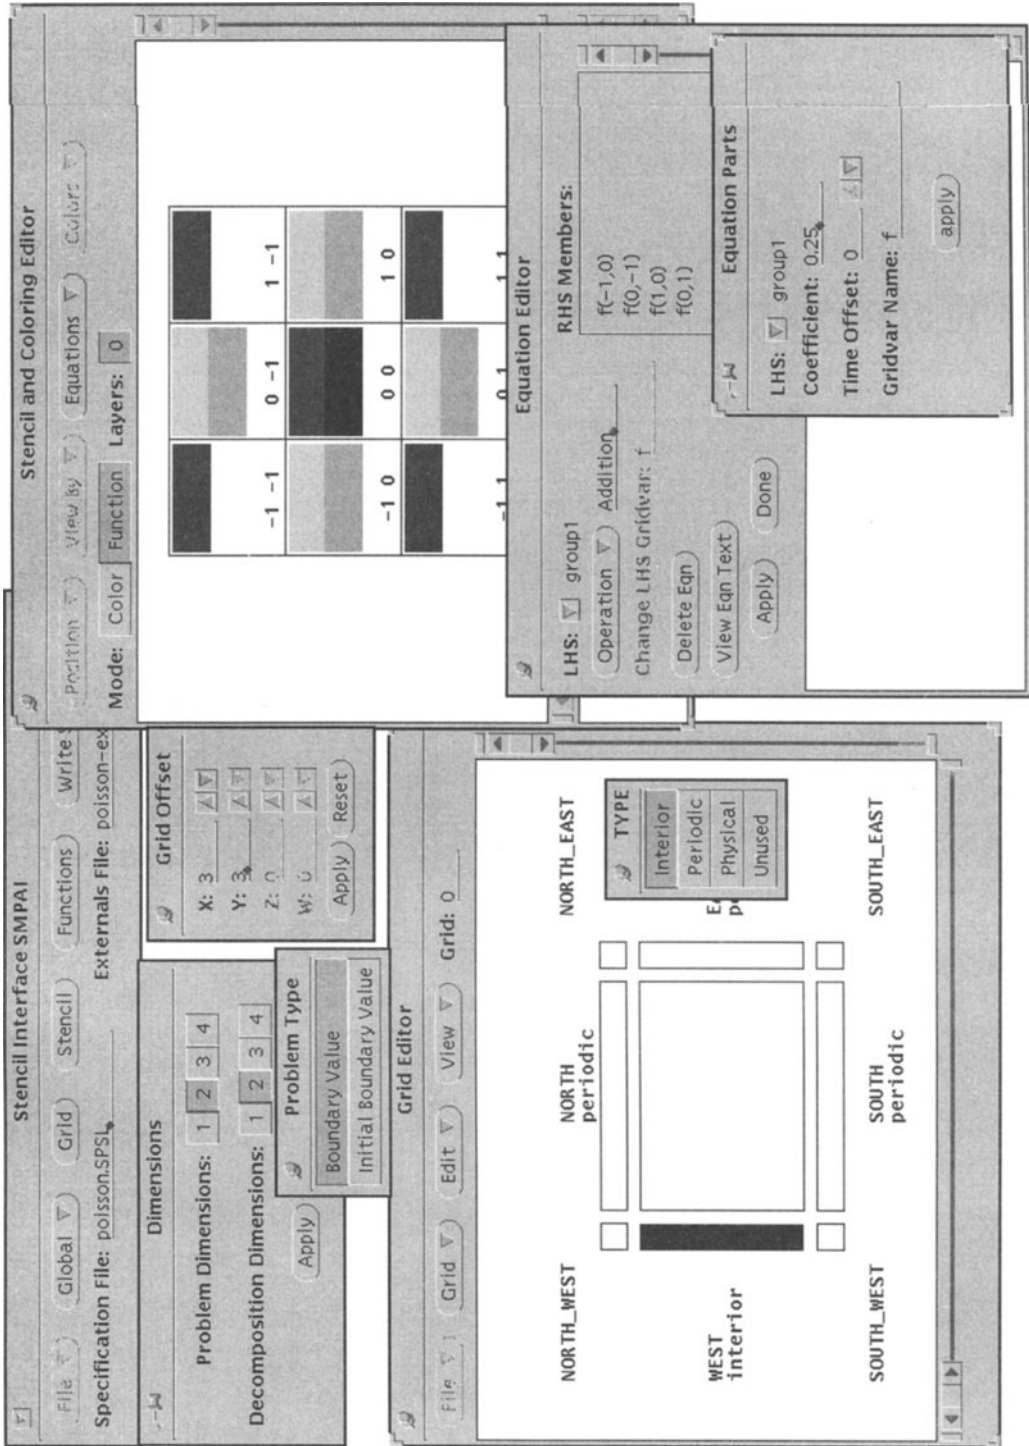 Stencil Interface SMPAI
File Global Grid Stencil Functions Write
Specification File: poisson.SPSL Externals File: poisson-ex
Dimensions
Problem Dimensions: 1 2 3 4
Decomposition Dimensions: 1 2 3 4
Apply
Grid Offset
X: 3
Y: 3
Z: 0
W: 0
Apply Reset
Problem Type
Boundary Value
Initial Boundary Value
Grid Editor
File Grid Edit View Grid: 0
NORTH_WEST
NORTH
periodic
NORTH_EAST
WEST
interior
TYPE
Interior
Periodic
Physical
Unused
SOUTH_WEST
SOUTH
periodic
SOUTH_EAST
Stencil and Coloring Editor
Position View By Equations Colors
Mode: Color Function Layers: 0
-1 -1 0 -1 1 -1
-1 0 0 0 1 0
-1 1 0 1 1 1
Equation Editor
LHS: group1
RHS Members:
Operation Addition
f(-1,0)
f(0,-1)
f(1,0)
f(0,1)
Change LHS Gridvar: f
Delete Eqn
View Eqn Text
Apply Done
Equation Parts
LHS: group1
Coefficient: 0.25
Time Offset: 0
Gridvar Name: f
apply